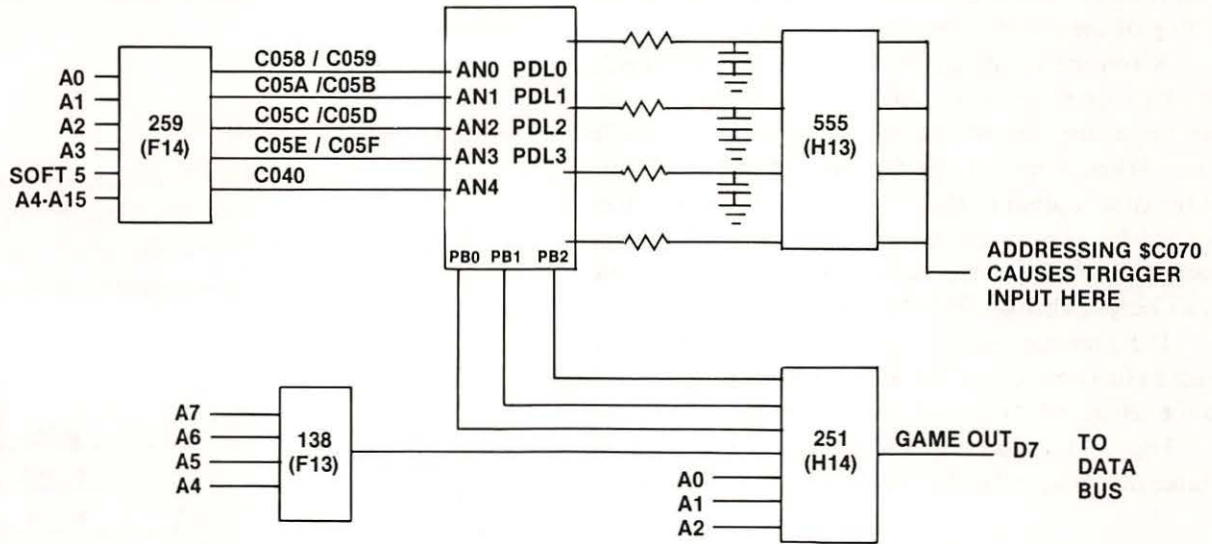 A0
A1
A2
A3
SOFT 5
A4-A15
259
(F14)
C058 / C059
C05A /C05B
C05C /C05D
C05E / C05F
C040
AN0 PDL0
AN1 PDL1
AN2 PDL2
AN3 PDL3
AN4
PB0 PB1 PB2
555
(H13)
ADDRESSING $C070
CAUSES TRIGGER
INPUT HERE
A7
A6
A5
A4
138
(F13)
A0
A1
A2
251
(H14)
GAME OUT D7
TO
DATA
BUS